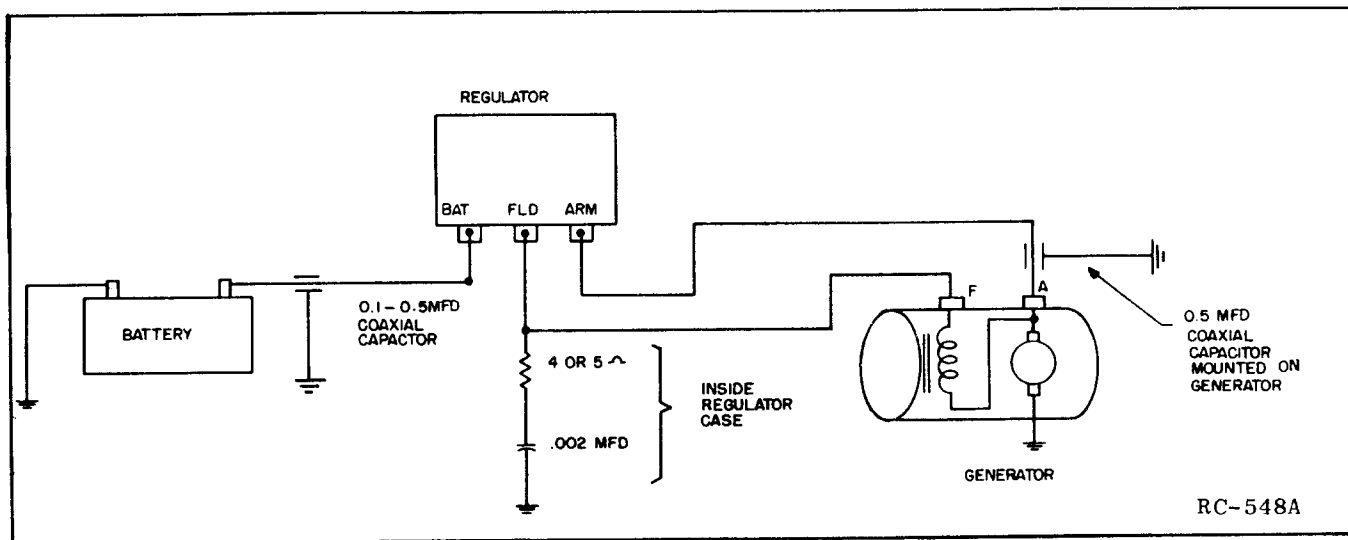 REGULATOR
BAT FLD ARM
BATTERY
0.1-0.5MFD
COAXIAL
CAPACTOR
4 OR 5
.002 MFD
INSIDE
REGULATOR
CASE
F A
GENERATOR
0.5 MFD
COAXIAL
CAPACITOR
MOUNTED ON
GENERATOR
RC-548A